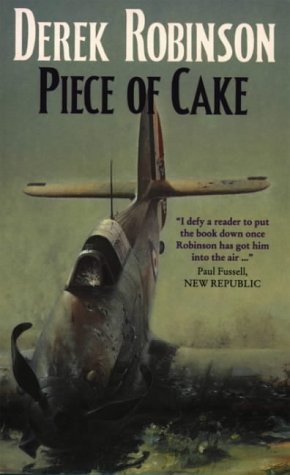 DEREK ROBINSON
PIECE OF CAKE
"I defy a reader to put
the book down once
Robinson has got him
into the air ..."
Paul Fussell,
NEW REPUBLIC